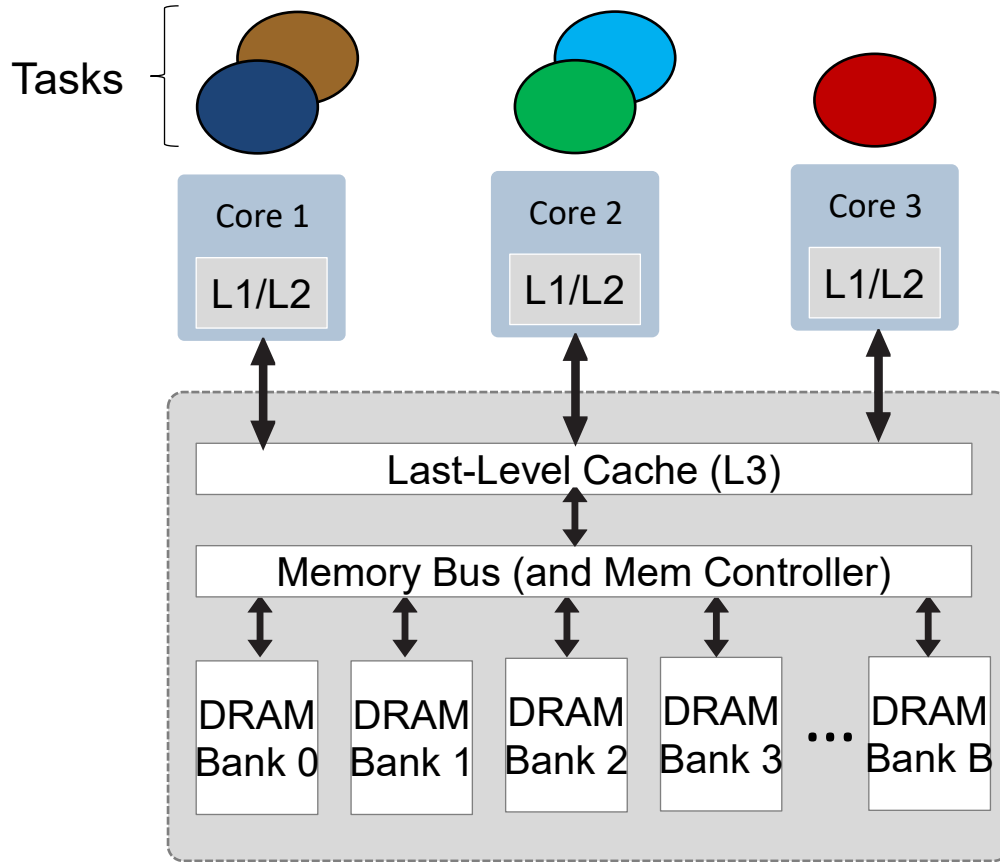 Tasks
Core 1
Core 2
Core 3
L1/L2
L1/L2
L1/L2
Last-Level Cache (L3)
Memory Bus (and Mem Controller)
DRAM
Bank 0
DRAM
Bank 1
DRAM
Bank 2
DRAM
Bank 3
...
DRAM
Bank B